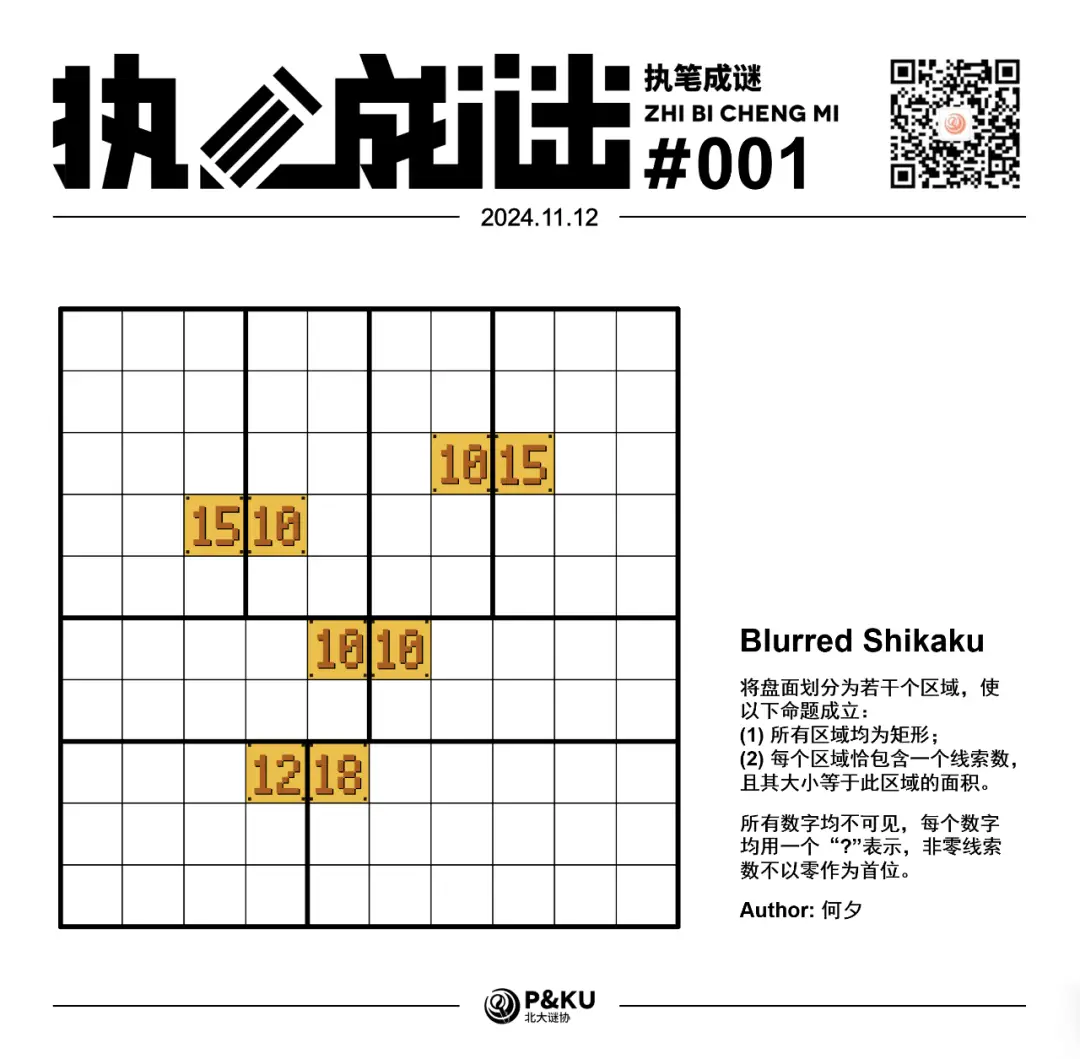 执笔成谜
执笔成谜
ZHI BI CHENG MI
#001
2024.11.12
10 15
15 10
10 10
12 18
Blurred Shikaku
将盘面划分为若干个区域，使
以下命题成立：
(1) 所有区域均为矩形；
(2) 每个区域恰包含一个线索数，
且其大小等于此区域的面积。
所有数字均不可见，每个数字
均用一个“?”表示，非零线索
数不以零作为首位。
Author: 何夕
P&KU
北大谜协